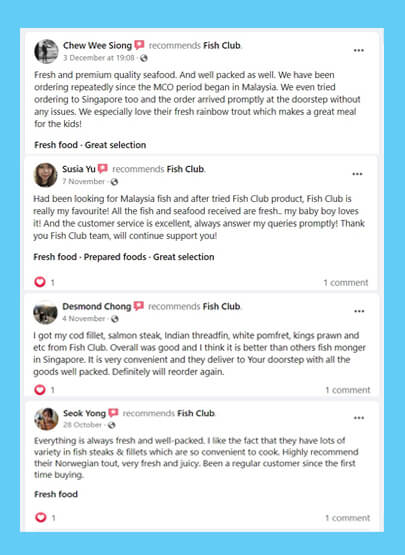 Chew Wee Siong recommends Fish Club.
3 December at 19:08 ·
Fresh and premium quality seafood. And well packed as well. We have been
ordering repeatedly since the MCO period began in Malaysia. We even tried
ordering to Singapore too and the order arrived promptly at the doorstep without
any issues. We especially love their fresh rainbow trout which makes a great meal
for the kids!
Fresh food · Great selection
Susia Yu recommends Fish Club.
7 November ·
Had been looking for Malaysia fish and after tried Fish Club product, Fish Club is
really my favourite! All the fish and seafood received are fresh.. my baby boy loves
it! And the customer service is excellent, always answer my queries promptly! Thank
you Fish Club team, will continue support you!
Fresh food · Prepared foods · Great selection
1 1 comment
Desmond Chong recommends Fish Club.
4 November ·
I got my cod fillet, salmon steak, Indian threadfin, white pomfret, kings prawn and
etc from Fish Club. Overall was good and I think it is better than others fish monger
in Singapore. It is very convenient and they deliver to Your doorstep with all the
goods well packed. Definitely will reorder again.
1 1 comment
Seok Yong recommends Fish Club.
28 October ·
Everything is always fresh and well-packed. I like the fact that they have lots of
variety in fish steaks & fillets which are so convenient to cook. Highly recommend
their Norwegian tout, very fresh and juicy. Been a regular customer since the first
time buying.
Fresh food
1 1 comment